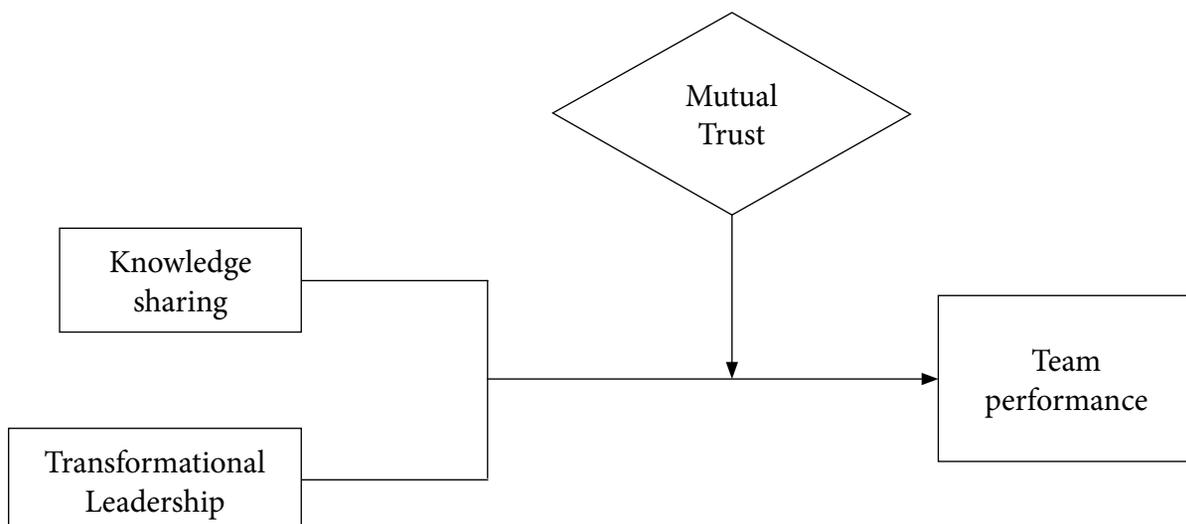 Mutual
Trust
Knowledge
sharing
Team
performance
Transformational
Leadership